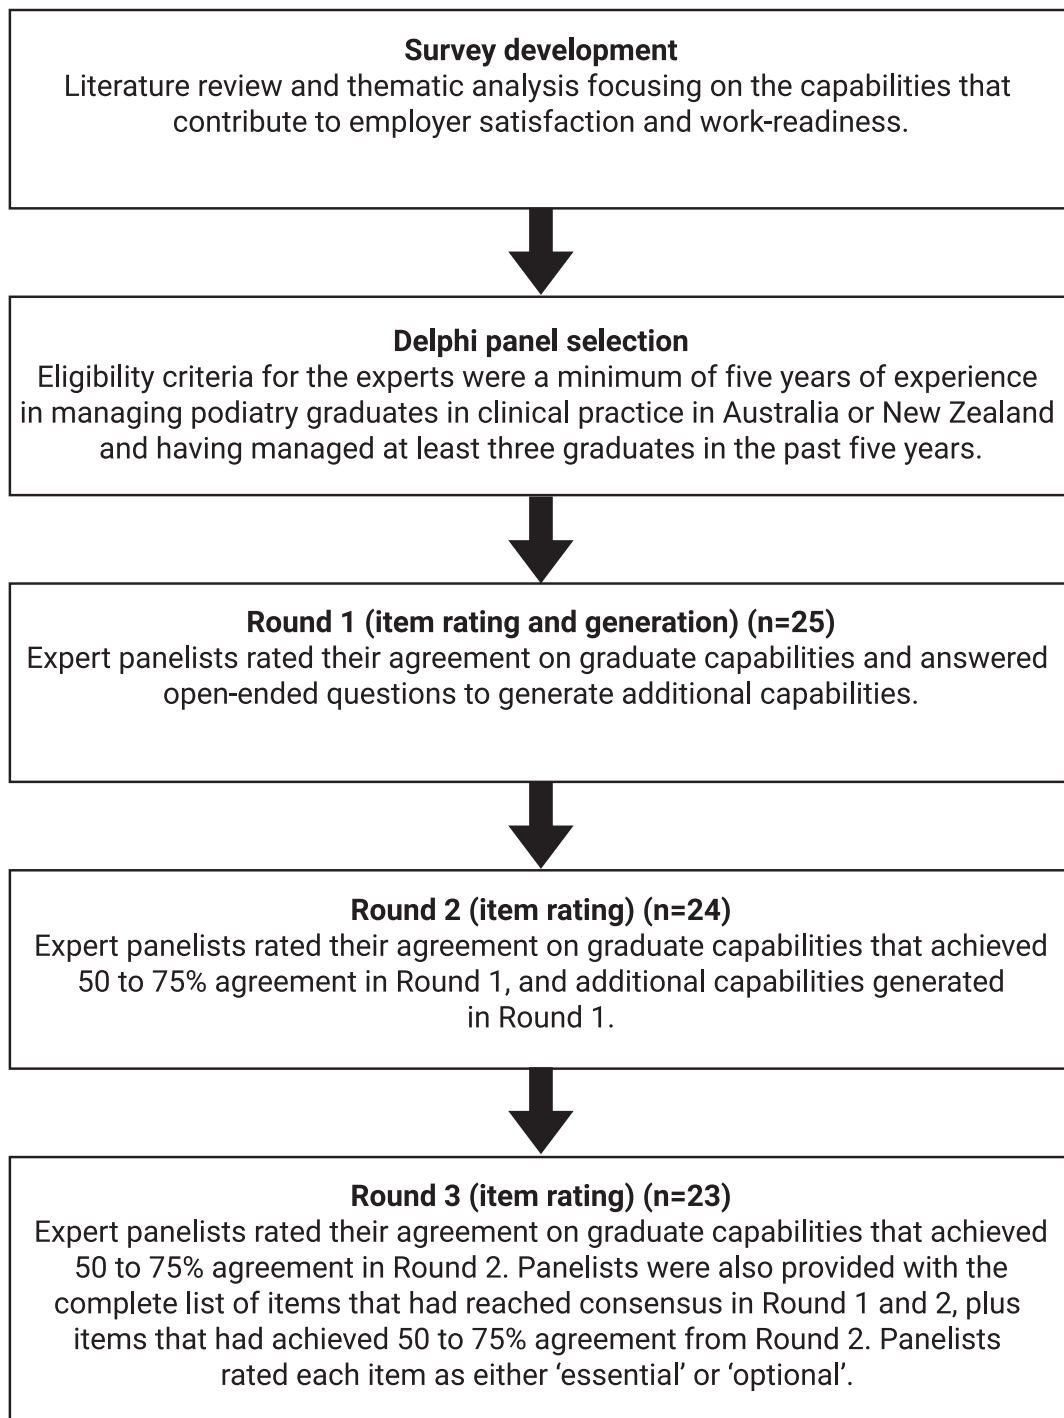 Survey development
Literature review and thematic analysis focusing on the capabilities that
contribute to employer satisfaction and work-readiness.
Delphi panel selection
Eligibility criteria for the experts were a minimum of five years of experience
in managing podiatry graduates in clinical practice in Australia or New Zealand
and having managed at least three graduates in the past five years.
Round 1 (item rating and generation) (n=25)
Expert panelists rated their agreement on graduate capabilities and answered
open-ended questions to generate additional capabilities.
Round 2 (item rating) (n=24)
Expert panelists rated their agreement on graduate capabilities that achieved
50 to 75% agreement in Round 1, and additional capabilities generated
in Round 1.
Round 3 (item rating) (n=23)
Expert panelists rated their agreement on graduate capabilities that achieved
50 to 75% agreement in Round 2. Panelists were also provided with the
complete list of items that had reached consensus in Round 1 and 2, plus
items that had achieved 50 to 75% agreement from Round 2. Panelists
rated each item as either ‘essential’ or ‘optional’.